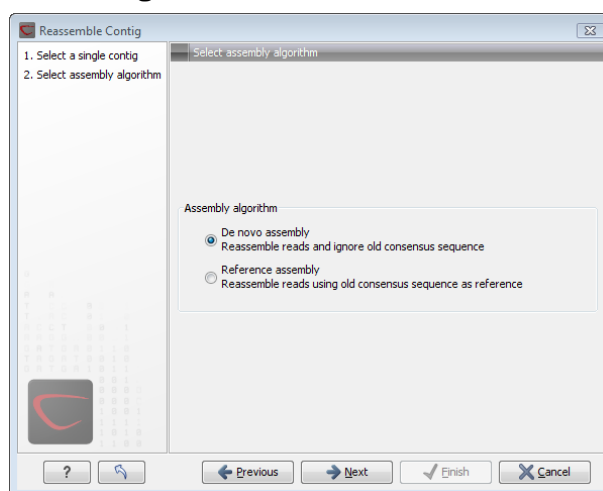 Reassemble Contig
1. Select a single contig
2. Select assembly algorithm
Select assembly algorithm
Assembly algorithm
De novo assembly
Reassemble reads and ignore old consensus sequence
Reference assembly
Reassemble reads using old consensus sequence as reference
?
Previous
Next
Finish
Cancel